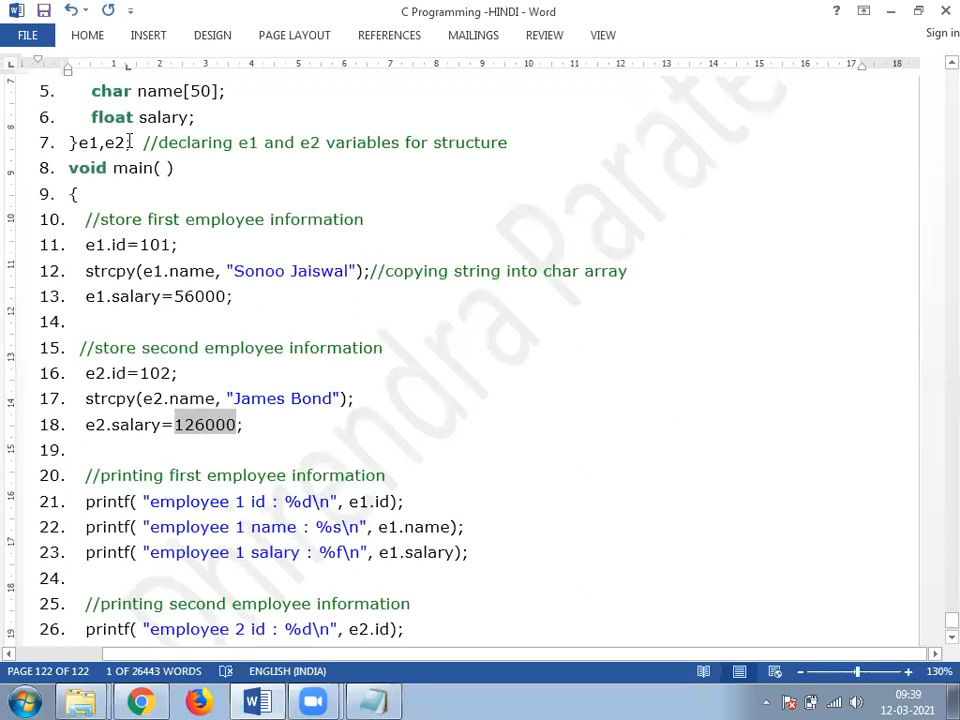 C Programming -HINDI - Word
Sign in
FILE HOME INSERT DESIGN PAGE LAYOUT REFERENCES MAILINGS REVIEW VIEW
5. char name[50];
6. float salary;
7. }e1,e2; //declaring e1 and e2 variables for structure
8. void main( )
9. {
10. //store first employee information
11. e1.id=101;
12. strcpy(e1.name, "Sonoo Jaiswal");//copying string into char array
13. e1.salary=56000;
14.
15. //store second employee information
16. e2.id=102;
17. strcpy(e2.name, "James Bond");
18. e2.salary=126000;
19.
20. //printing first employee information
21. printf( "employee 1 id : %d\n", e1.id);
22. printf( "employee 1 name : %s\n", e1.name);
23. printf( "employee 1 salary : %f\n", e1.salary);
24.
25. //printing second employee information
26. printf( "employee 2 id : %d\n", e2.id);
Dhirendra Parate
PAGE 122 OF 122 1 OF 26443 WORDS ENGLISH (INDIA) 130%
09:39
12-03-2021